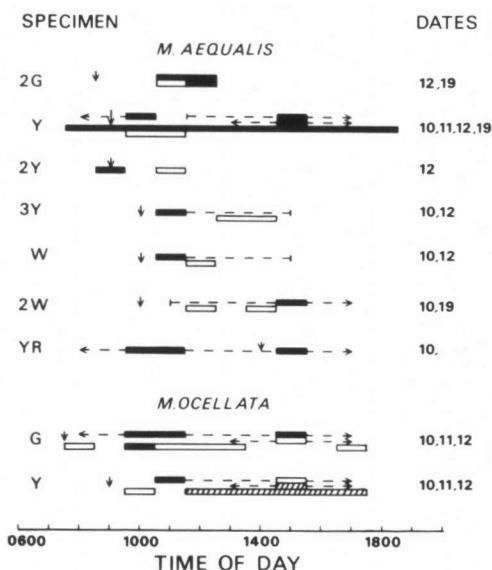 SPECIMEN DATES
M. AEQUALIS
2G 12,19
Y 10,11,12,19
2Y 12
3Y 10,12
W 10,12
2W 10,19
YR 10,
M.OCELLATA
G 10,11,12
Y 10,11,12
0600 1000 1400 1800
TIME OF DAY